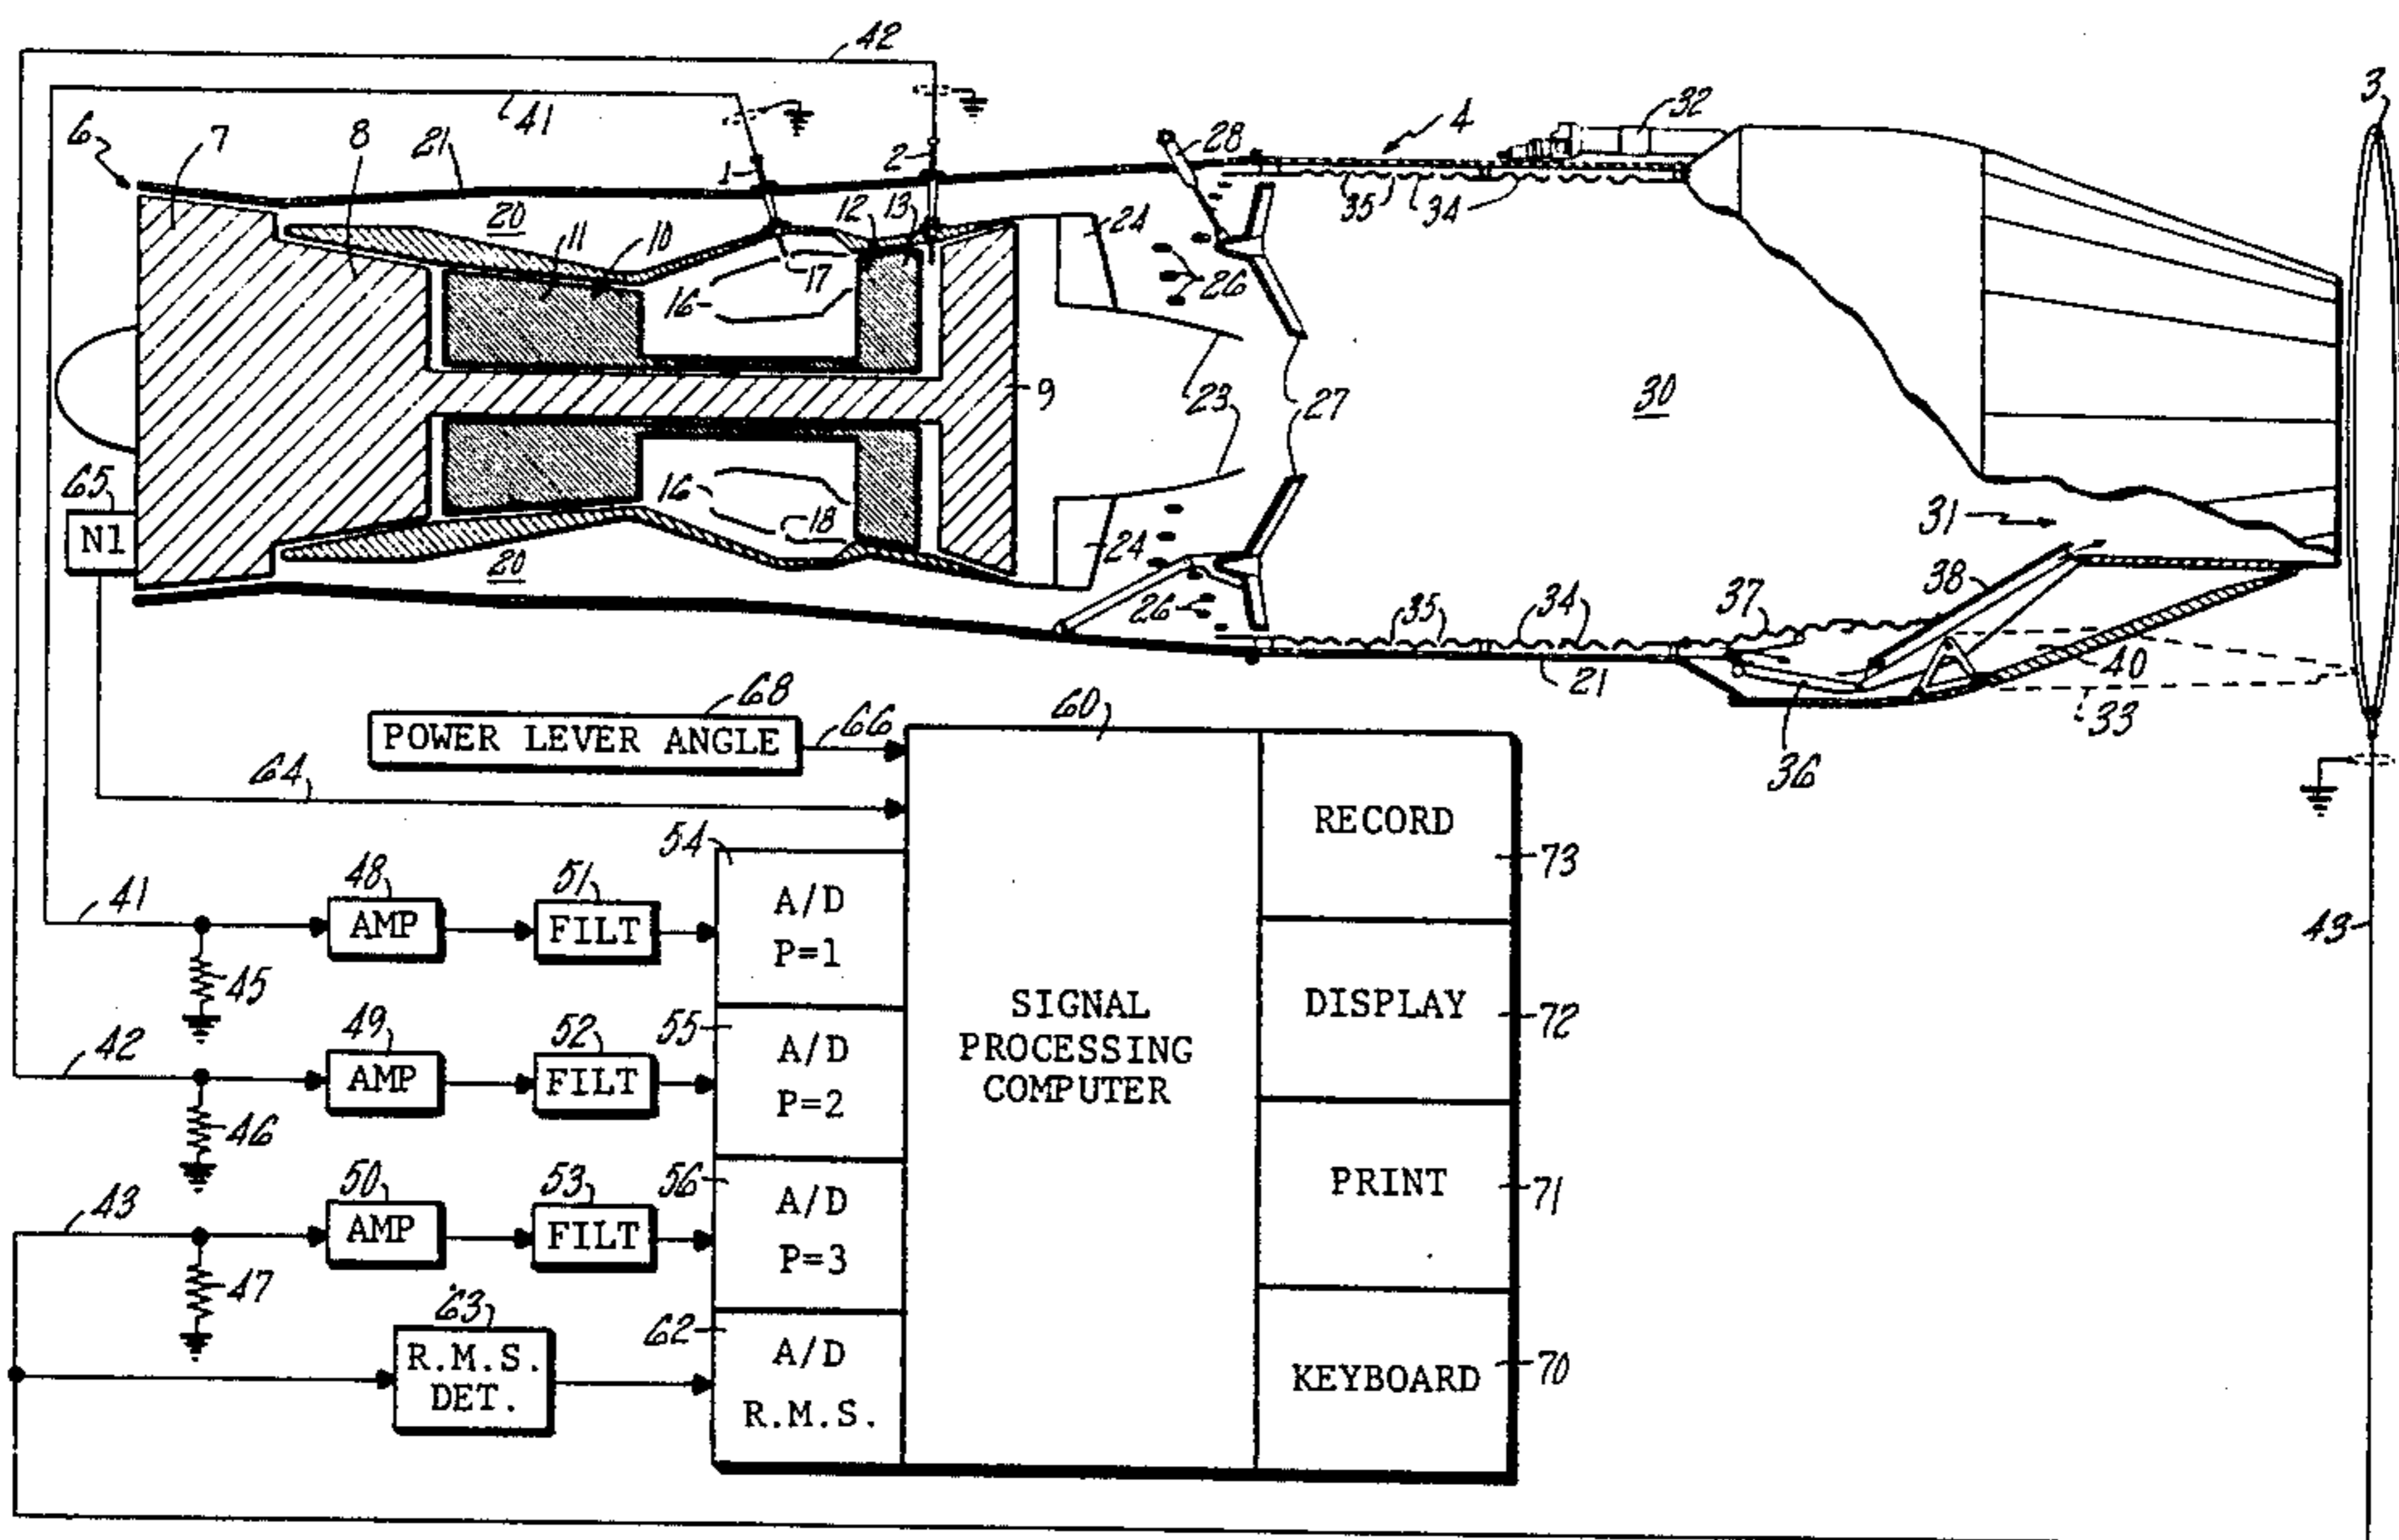 42
41
6
7
8
21
1
2
28
4
32
3
20
11
10
12
13
24
35
34
16
17
26
9
23
27
30
65
N1
16
18
24
20
26
31
38
37
35
34
21
36
40
33
68
POWER LEVER ANGLE
66
60
64
54
RECORD
73
41
48
AMP
51
FILT
A/D
P=1
43
45
42
49
AMP
52
FILT
55
A/D
P=2
SIGNAL
PROCESSING
COMPUTER
DISPLAY
72
46
43
50
AMP
53
FILT
56
A/D
P=3
PRINT
71
47
63
R.M.S.
DET.
62
A/D
R.M.S.
KEYBOARD
70